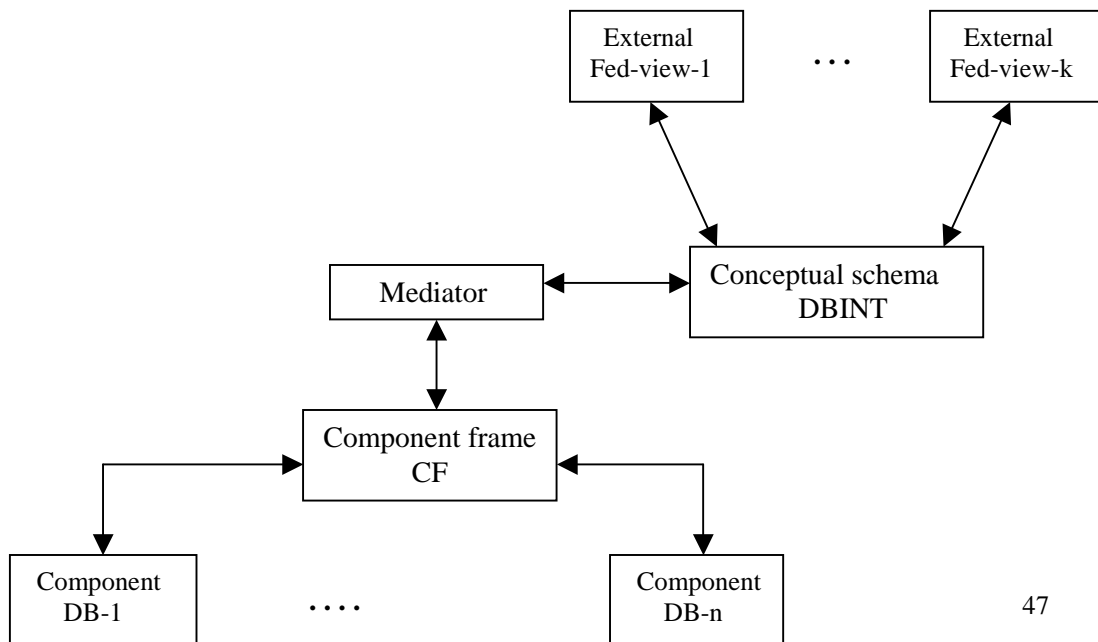 External
Fed-view-1
...
External
Fed-view-k
Conceptual schema
DBINT
Mediator
Component frame
CF
Component
DB-1
....
Component
DB-n
47